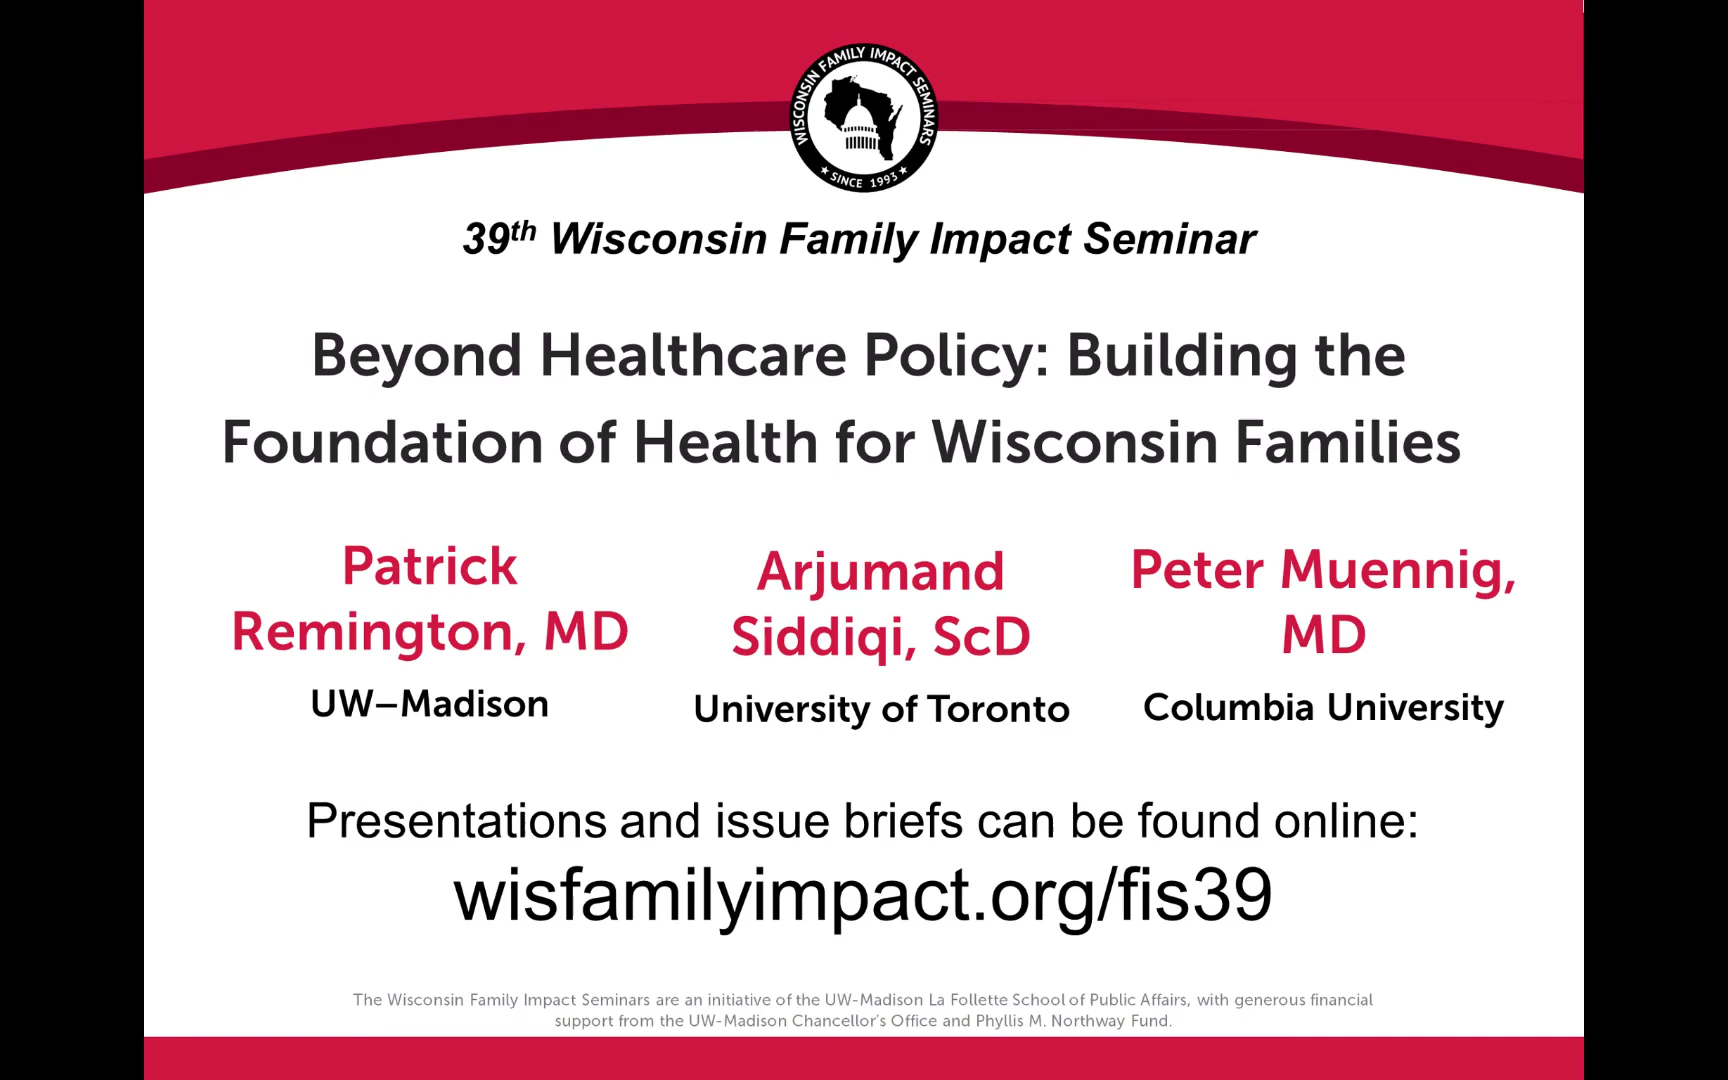 WISCONSIN FAMILY IMPACT SEMINARS
★ SINCE 1993 ★
39th Wisconsin Family Impact Seminar
Beyond Healthcare Policy: Building the
Foundation of Health for Wisconsin Families
Patrick
Remington, MD
UW–Madison
Arjumand
Siddiqi, ScD
University of Toronto
Peter Muennig,
MD
Columbia University
Presentations and issue briefs can be found online:
wisfamilyimpact.org/fis39
The Wisconsin Family Impact Seminars are an initiative of the UW-Madison La Follette School of Public Affairs, with generous financial
support from the UW-Madison Chancellor's Office and Phyllis M. Northway Fund.